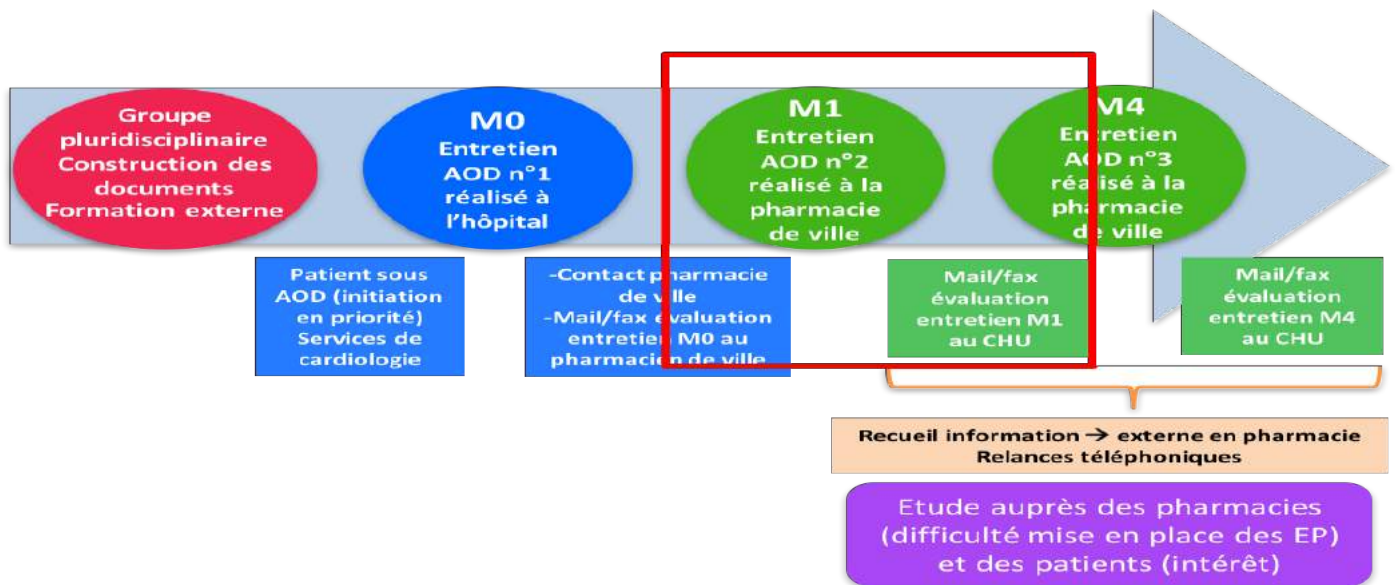 Groupe
pluridisciplinaire
Construction des
documents
Formation externe
M0
Entretien
AOD n°1
réalisé à
l'hôpital
M1
Entretien
AOD n°2
réalisé à la
pharmacie
de ville
M4
Entretien
AOD n°3
réalisé à la
pharmacie
de ville
Patient sous
AOD (initiation
en priorité)
Services de
cardiologie
-Contact pharmacie
de ville
-Mail/fax évaluation
entretien M0 au
pharmacien de ville
Mail/fax
évaluation
entretien M1
au CHU
Mail/fax
évaluation
entretien M4
au CHU
Recueil information → externe en pharmacie
Relances téléphoniques
Etude auprès des pharmacies
(difficulté mise en place des EP)
et des patients (intérêt)